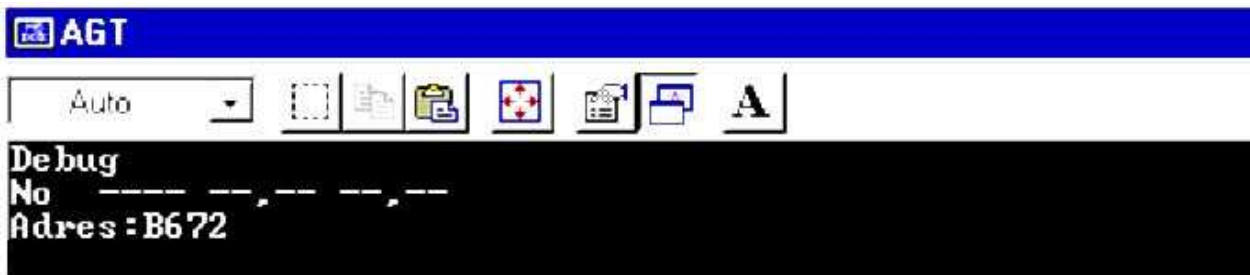 AGT
Auto
A
Debug
No ---- --,-- --,--
Adres:B672